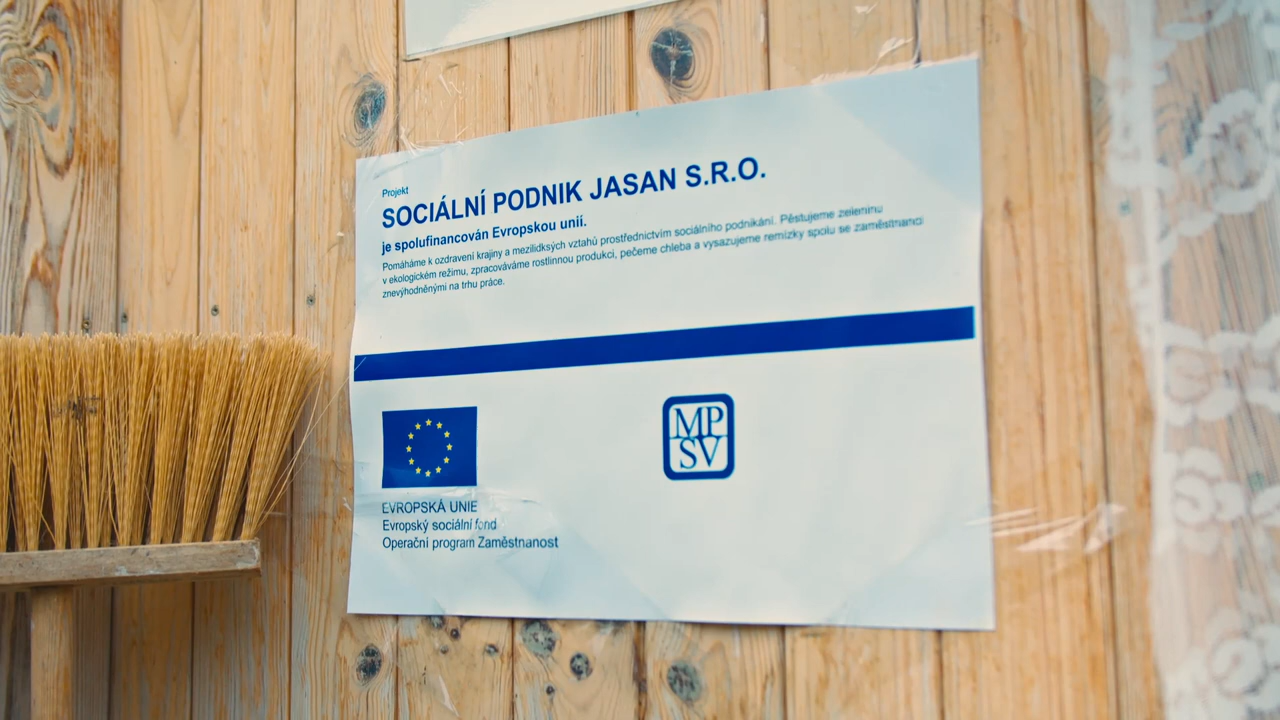 Projekt
SOCIÁLNÍ PODNIK JASAN S.R.O.
je spolufinancován Evropskou unií.
Pomáháme k ozdravení krajiny a mezilidksých vztahů prostřednictvím sociálního podnikání. Pěstujeme zeleninu
v ekologickém režimu, zpracováváme rostlinnou produkci, pečeme chleba a vysazujeme remízky spolu se zaměstnanci
znevýhodněnými na trhu práce.
MP
SV
EVROPSKÁ UNIE
Evropský sociální fond
Operační program Zaměstnanost